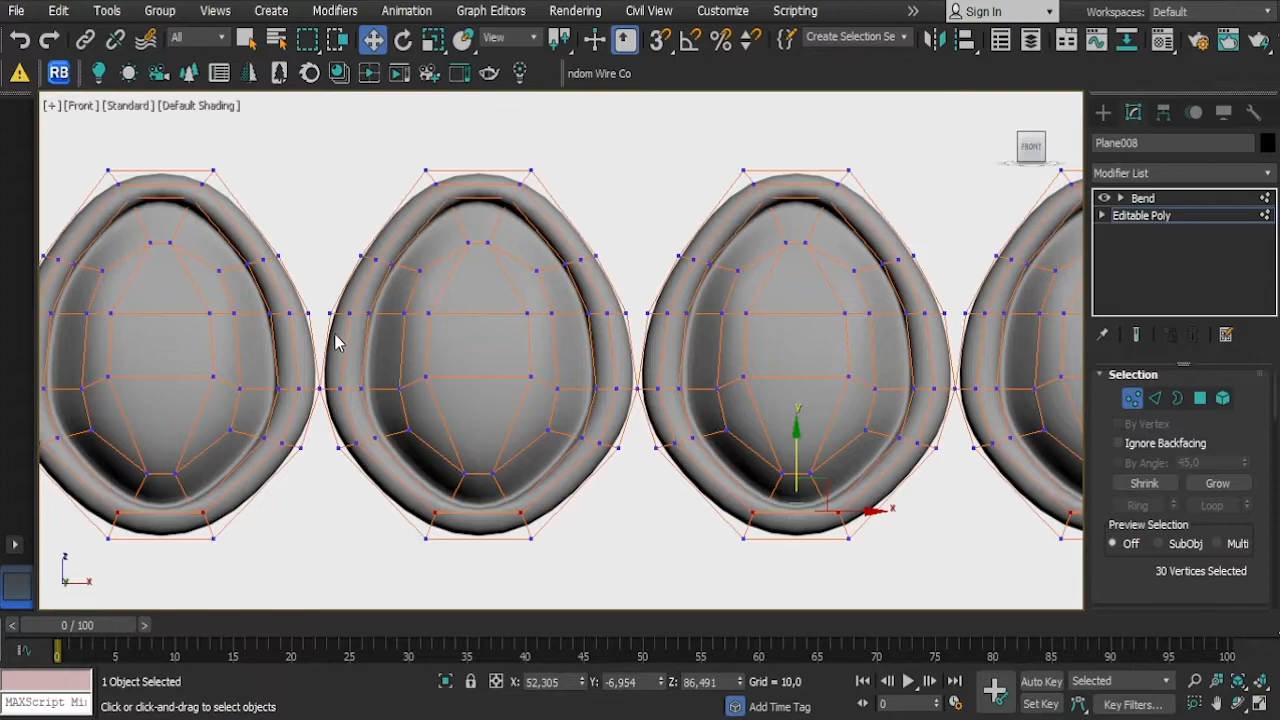 File Edit Tools Group Views Create Modifiers Animation Graph Editors Rendering Civil View Customize Scripting Sign In Workspaces: Default
All View Create Selection Se
RB ndom Wire Co
[+] [Front] [Standard] [Default Shading]
FRONT
Plane008
Modifier List
Bend
Editable Poly
Selection
By Vertex
Ignore Backfacing
By Angle: 45,0
Shrink Grow
Ring Loop
Preview Selection
Off SubObj Multi
30 Vertices Selected
y
x
z
y x
< 0 / 100 >
0 5 10 15 20 25 30 35 40 45 50 55 60 65 70 75 80 85 90 95 100
1 Object Selected X: 52,305 Y: -6,954 Z: 86,491 Grid = 10,0 Auto Key Selected
MAXScript Mi Click or click-and-drag to select objects Add Time Tag 0 Set Key Key Filters...